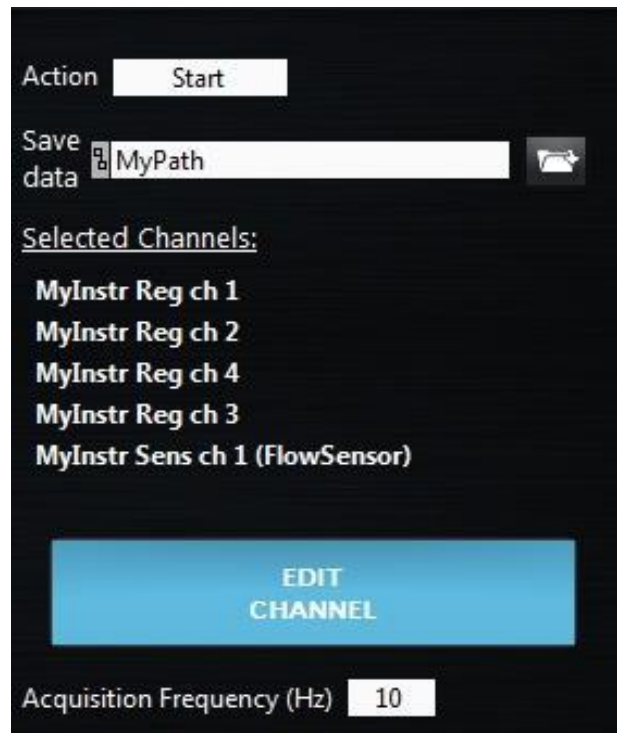 Action Start
Save
data MyPath
Selected Channels:
MyInstr Reg ch 1
MyInstr Reg ch 2
MyInstr Reg ch 4
MyInstr Reg ch 3
MyInstr Sens ch 1 (FlowSensor)
EDIT
CHANNEL
Acquisition Frequency (Hz) 10